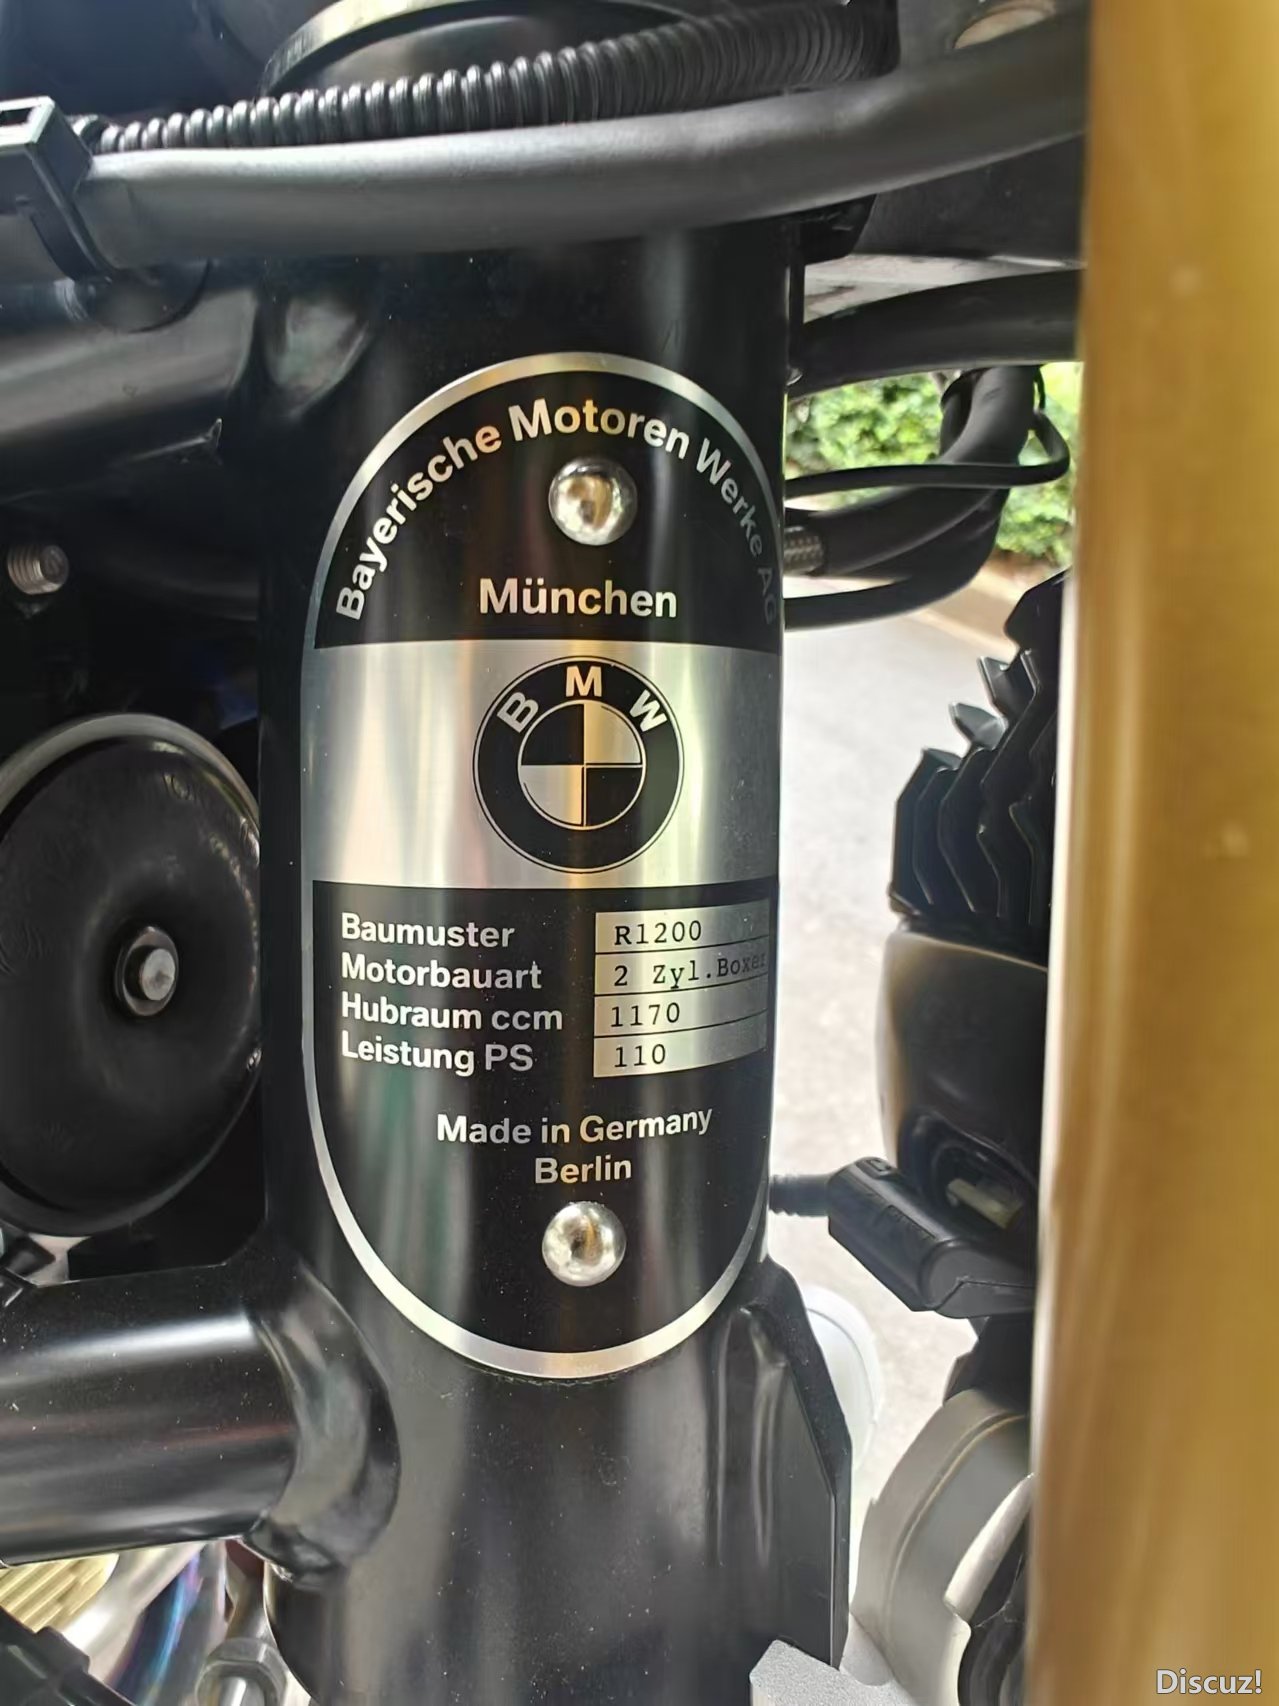 Bayerische Motoren Werke AG
München
BMW
Baumuster R1200
Motorbauart 2 Zyl.Boxer
Hubraum ccm 1170
Leistung PS 110
Made in Germany
Berlin
Discuz!